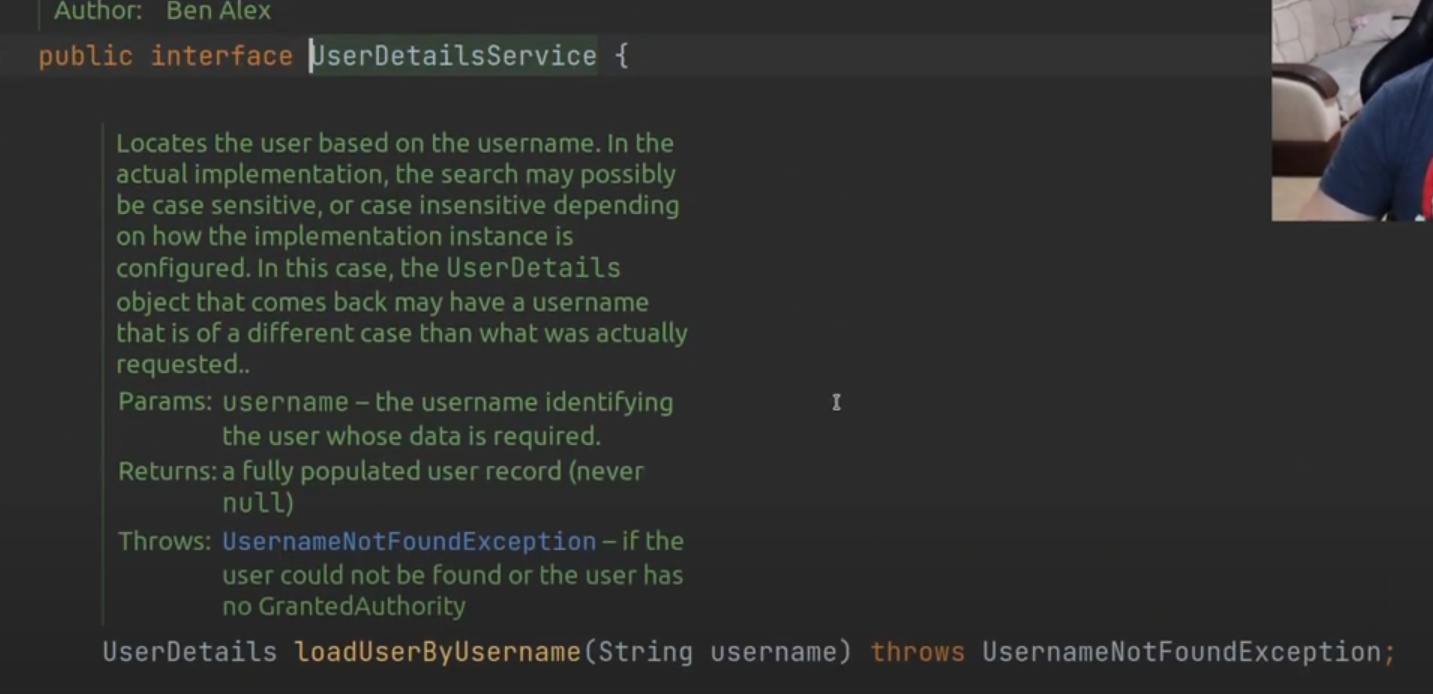 Author: Ben Alex
public interface UserDetailsService {
Locates the user based on the username. In the
actual implementation, the search may possibly
be case sensitive, or case insensitive depending
on how the implementation instance is
configured. In this case, the UserDetails
object that comes back may have a username
that is of a different case than what was actually
requested..
Params: username – the username identifying
the user whose data is required.
Returns: a fully populated user record (never
null)
Throws: UsernameNotFoundException – if the
user could not be found or the user has
no GrantedAuthority
UserDetails loadUserByUsername(String username) throws UsernameNotFoundException;